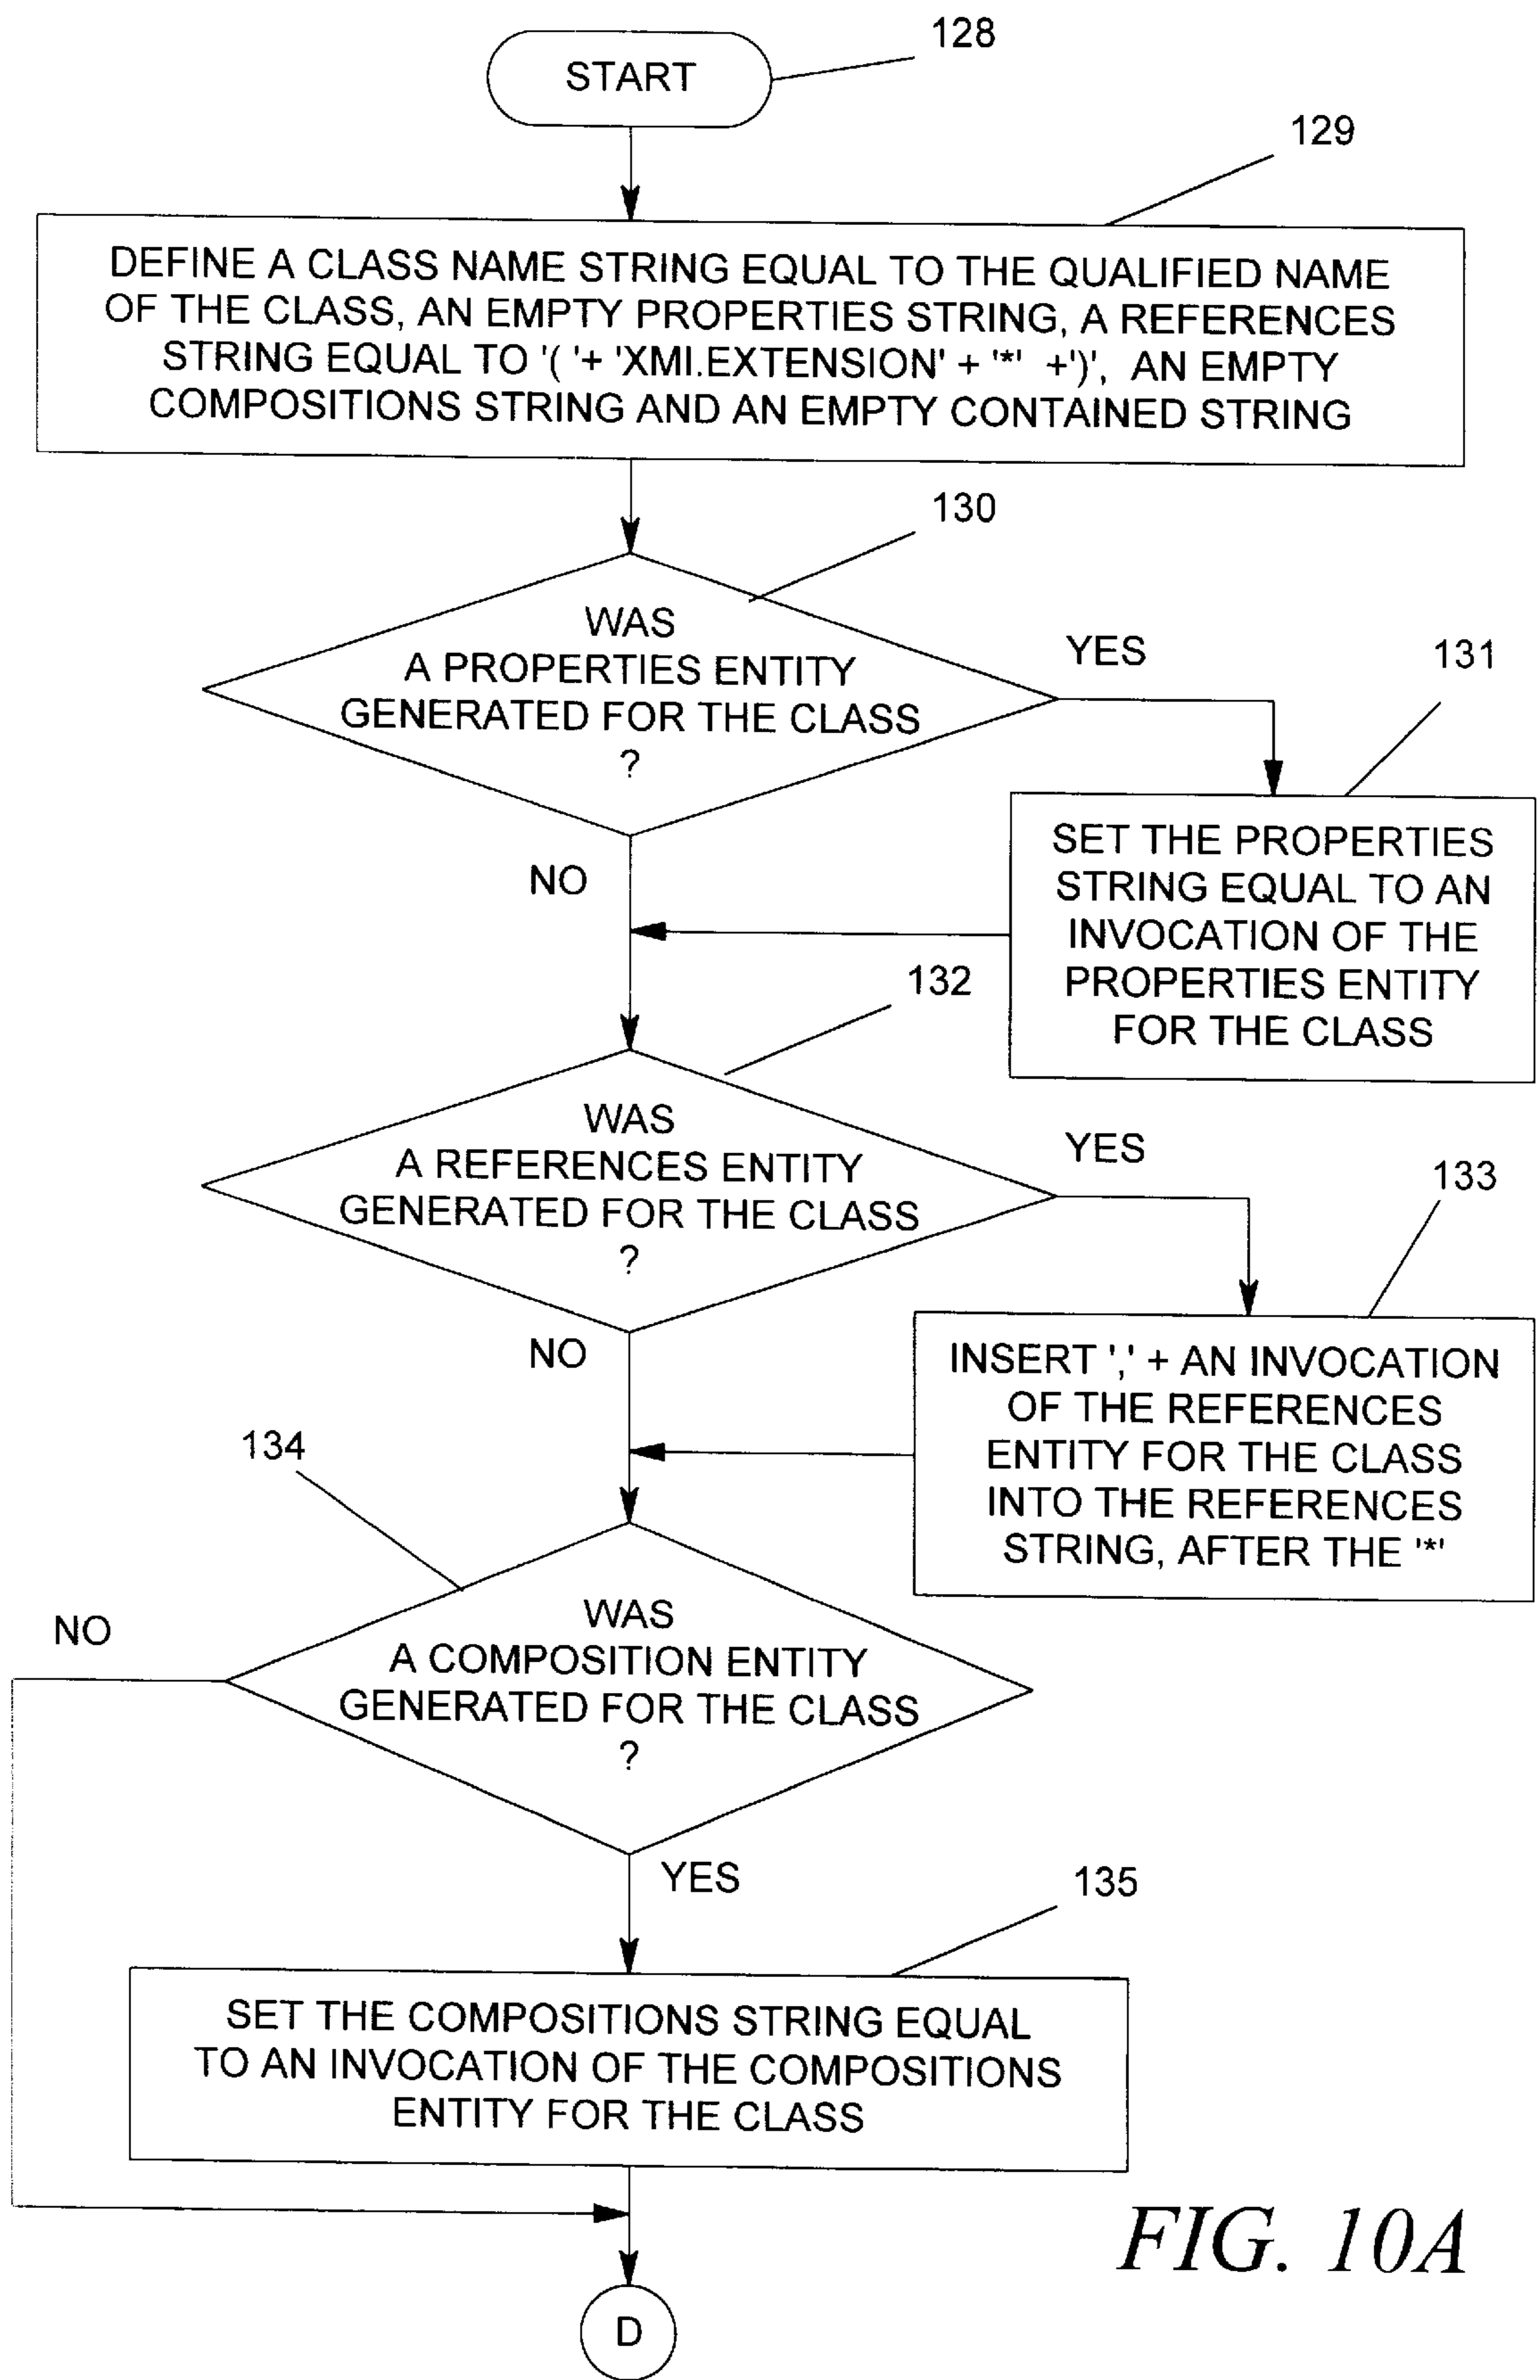 START
128
129
DEFINE A CLASS NAME STRING EQUAL TO THE QUALIFIED NAME
OF THE CLASS, AN EMPTY PROPERTIES STRING, A REFERENCES
STRING EQUAL TO '( '+ 'XMI.EXTENSION' + '*' +')', AN EMPTY
COMPOSITIONS STRING AND AN EMPTY CONTAINED STRING
130
WAS
A PROPERTIES ENTITY
GENERATED FOR THE CLASS
?
YES
NO
131
SET THE PROPERTIES
STRING EQUAL TO AN
INVOCATION OF THE
PROPERTIES ENTITY
FOR THE CLASS
132
WAS
A REFERENCES ENTITY
GENERATED FOR THE CLASS
?
YES
NO
133
INSERT ',' + AN INVOCATION
OF THE REFERENCES
ENTITY FOR THE CLASS
INTO THE REFERENCES
STRING, AFTER THE '*'
134
WAS
A COMPOSITION ENTITY
GENERATED FOR THE CLASS
?
NO
YES
135
SET THE COMPOSITIONS STRING EQUAL
TO AN INVOCATION OF THE COMPOSITIONS
ENTITY FOR THE CLASS
D
FIG. 10A